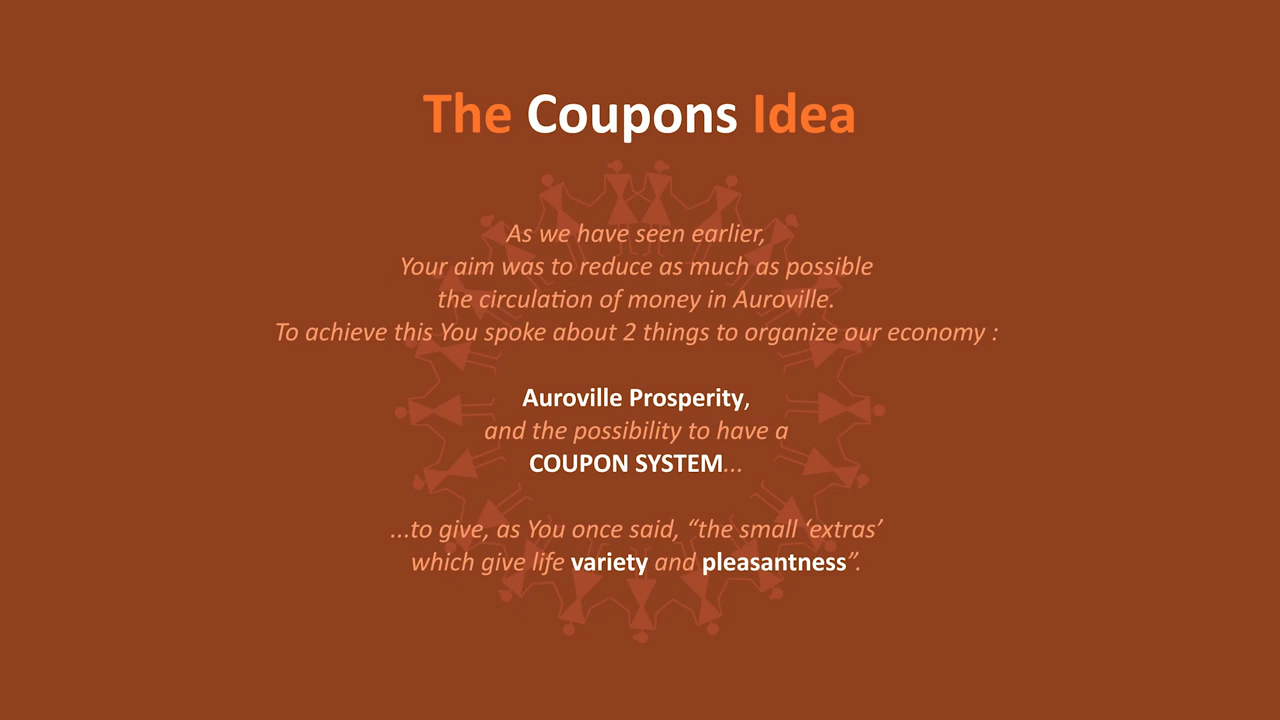 The Coupons Idea
As we have seen earlier,
Your aim was to reduce as much as possible
the circulation of money in Auroville.
To achieve this You spoke about 2 things to organize our economy :
Auroville Prosperity,
and the possibility to have a
COUPON SYSTEM...
...to give, as You once said, “the small ‘extras’
which give life variety and pleasantness”.